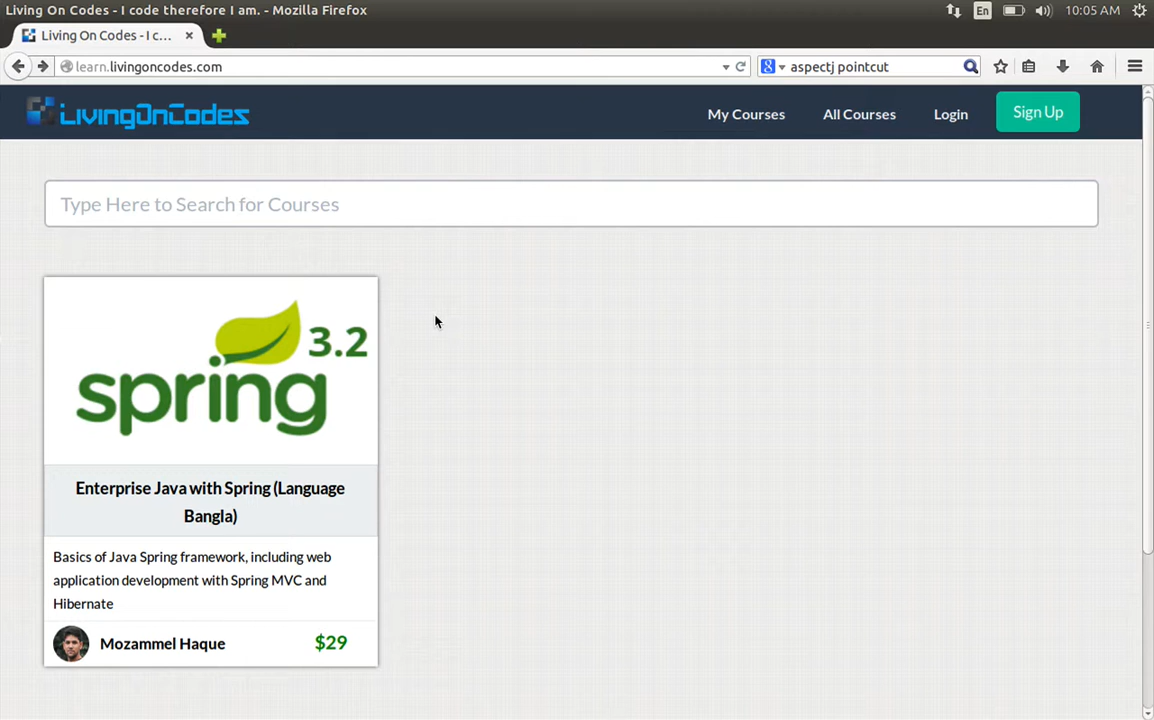 Living On Codes - I code therefore I am. - Mozilla Firefox
En
10:05 AM
Living On Codes - I c...
learn.livingoncodes.com
aspectj pointcut
LivingOnCodes
My Courses
All Courses
Login
Sign Up
Type Here to Search for Courses
3.2
spring
Enterprise Java with Spring (Language
Bangla)
Basics of Java Spring framework, including web
application development with Spring MVC and
Hibernate
Mozammel Haque
$29